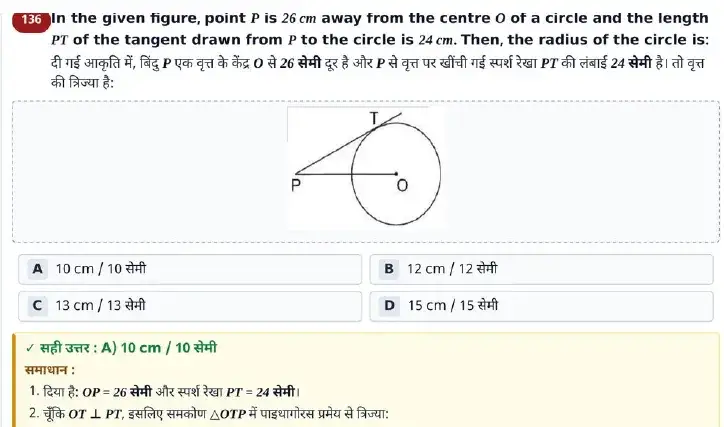 136 In the given figure, point P is 26 cm away from the centre O of a circle and the length
PT of the tangent drawn from P to the circle is 24 cm. Then, the radius of the circle is:
दी गई आकृति में, बिंदु P एक वृत्त के केंद्र O से 26 सेमी दूर है और P से वृत्त पर खींची गई स्पर्श रेखा PT की लंबाई 24 सेमी है। तो वृत्त
की त्रिज्या है:
T
P
O
A 10 cm / 10 सेमी
B 12 cm / 12 सेमी
C 13 cm / 13 सेमी
D 15 cm / 15 सेमी
✓ सही उत्तर : A) 10 cm / 10 सेमी
समाधान :
1. दिया है: OP = 26 सेमी और स्पर्श रेखा PT = 24 सेमी।
2. चूँकि OT ⊥ PT, इसलिए समकोण △OTP में पाइथागोरस प्रमेय से त्रिज्या: